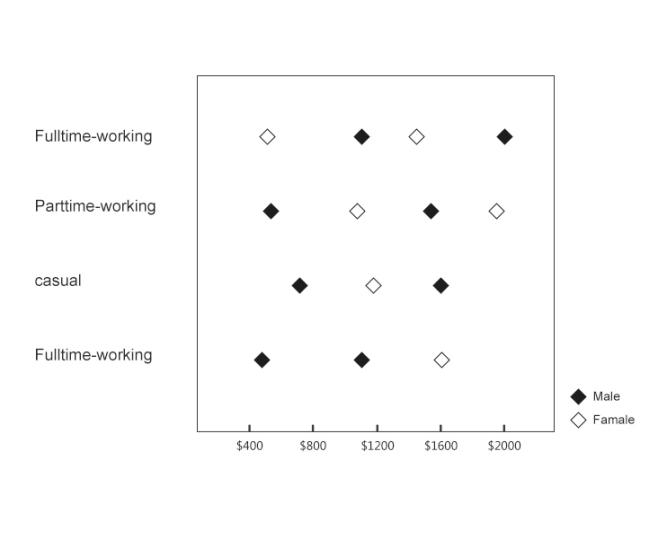 Fulltime-working
Parttime-working
casual
Fulltime-working
Male
Famale
$400 $800 $1200 $1600 $2000